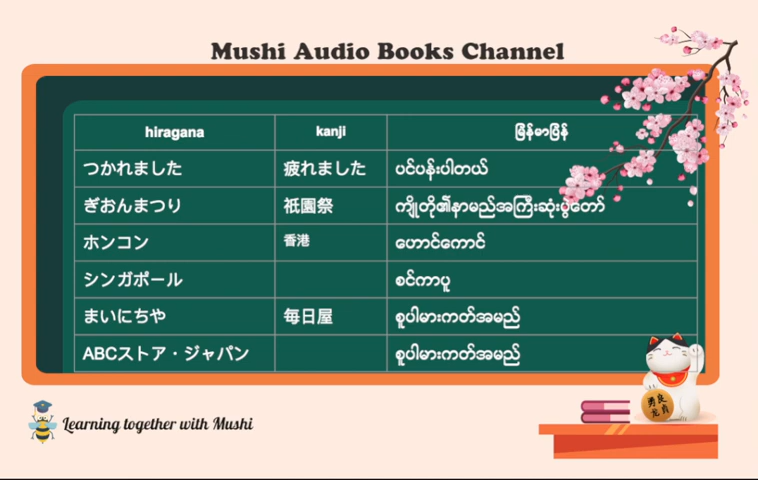 Mushi Audio Books Channel
hiragana kanji မြန်မာပြန်
つかれました 疲れました ပင်ပန်းပါတယ်
ぎおんまつり 祇園祭 ကျိုတို၏နာမည်အကြီးဆုံးပွဲတော်
ホンコン 香港 ဟောင်ကောင်
シンガポール စင်ကာပူ
まいにちや 毎日屋 စူပါမားကတ်အမည်
ABCストア・ジャパン စူပါမားကတ်အမည်
Learning together with Mushi